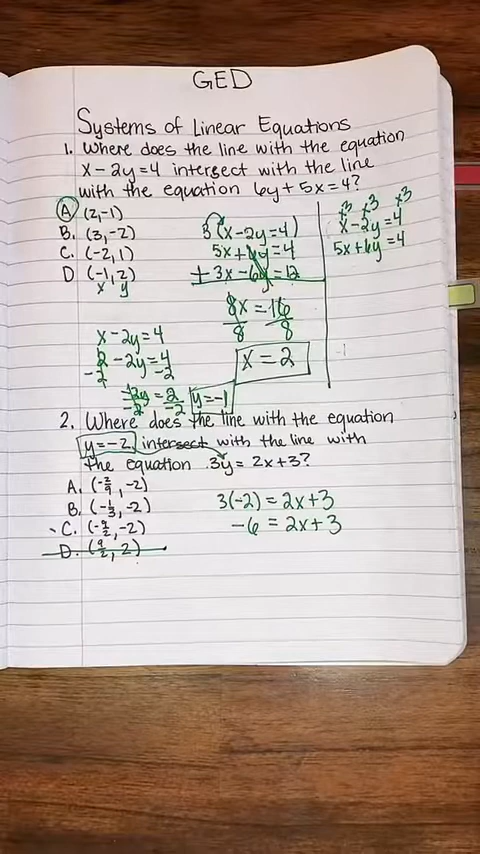 GED
Systems of Linear Equations
1. Where does the line with the equation
x - 2y = 4 intersect with the line
with the equation 6y + 5x = 4?
A (2,-1)
B. (3,-2)
C. (-2, 1)
D (-1, 2)
x y
3(x-2y=4)
5x+6y=4
+ 3x-6y=12
8x = 16
8 8
x = 2
x3 x3 x3
x-2y=4
5x+6y=4
x-2y=4
2-2y=4
-2 -2
-2y = 2
-2 -2
y=-1
2. Where does the line with the equation
y=-2 intersect with the line with
the equation 3y = 2x+3?
A. (-2/9, -2)
B. (-1/3, -2)
C. (-9/2, -2)
D. (9/2, 2)
3(-2) = 2x+3
-6 = 2x+3